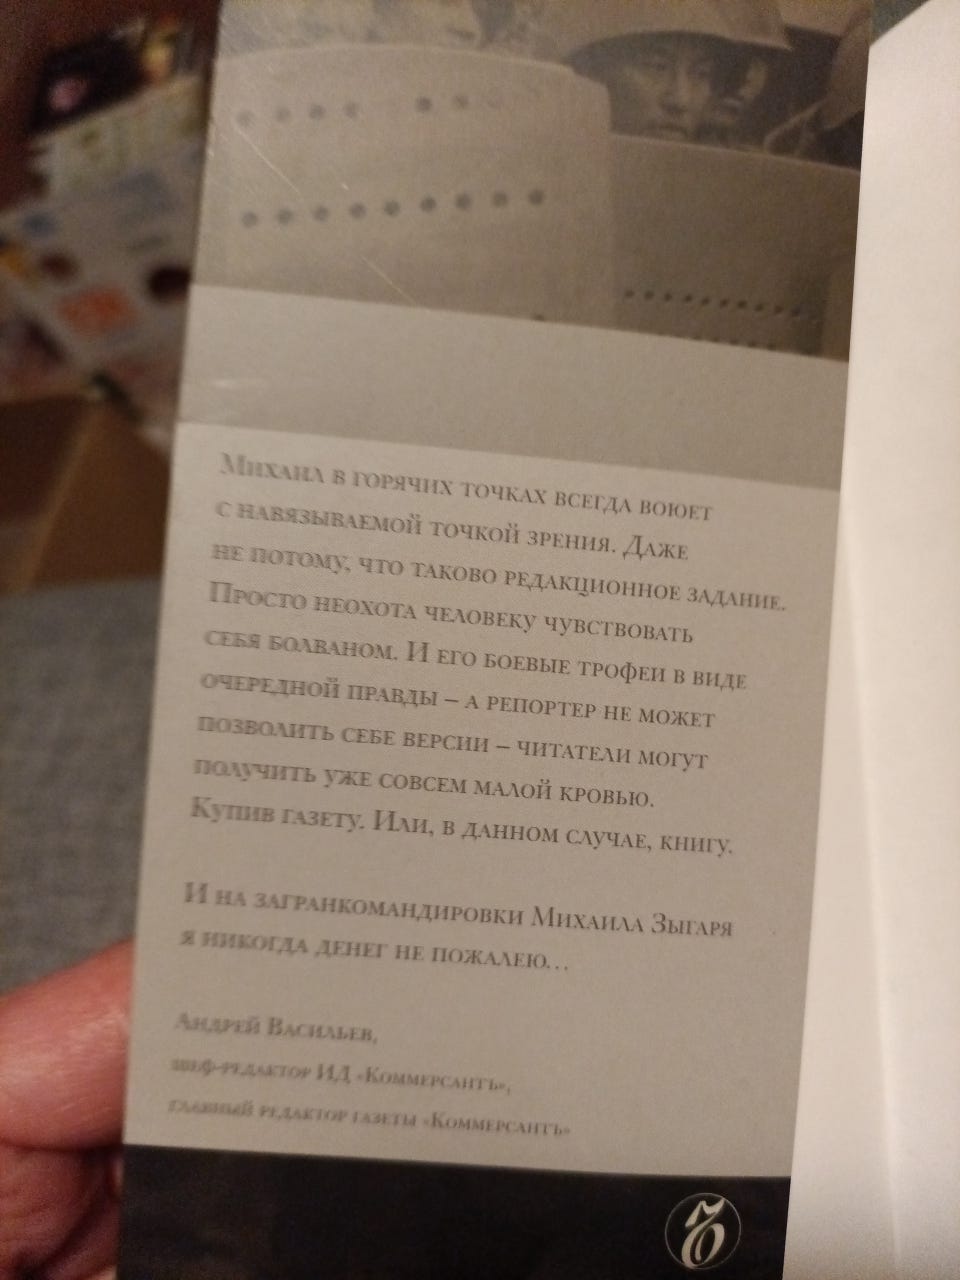 Михаил в горячих точках всегда воюет
с навязываемой точкой зрения. Даже
не потому, что таково редакционное задание.
Просто неохота человеку чувствовать
себя болваном. И его боевые трофеи в виде
очередной правды – а репортер не может
позволить себе версии – читатели могут
получить уже совсем малой кровью.
Купив газету. Или, в данном случае, книгу.
И на загранкомандировки Михаила Зыгаря
я никогда денег не пожалею...
Андрей Васильев,
шеф-редактор ИД «Коммерсантъ»,
главный редактор газеты «Коммерсантъ»
Ъ